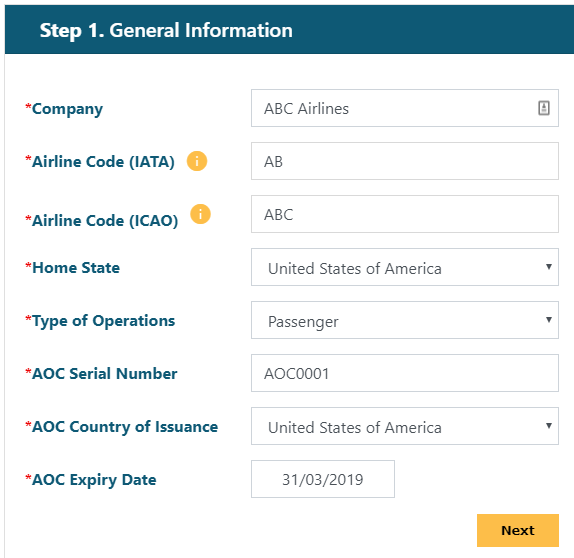 Step 1. General Information
*Company ABC Airlines
*Airline Code (IATA) i AB
*Airline Code (ICAO) i ABC
*Home State United States of America
*Type of Operations Passenger
*AOC Serial Number AOC0001
*AOC Country of Issuance United States of America
*AOC Expiry Date 31/03/2019
Next